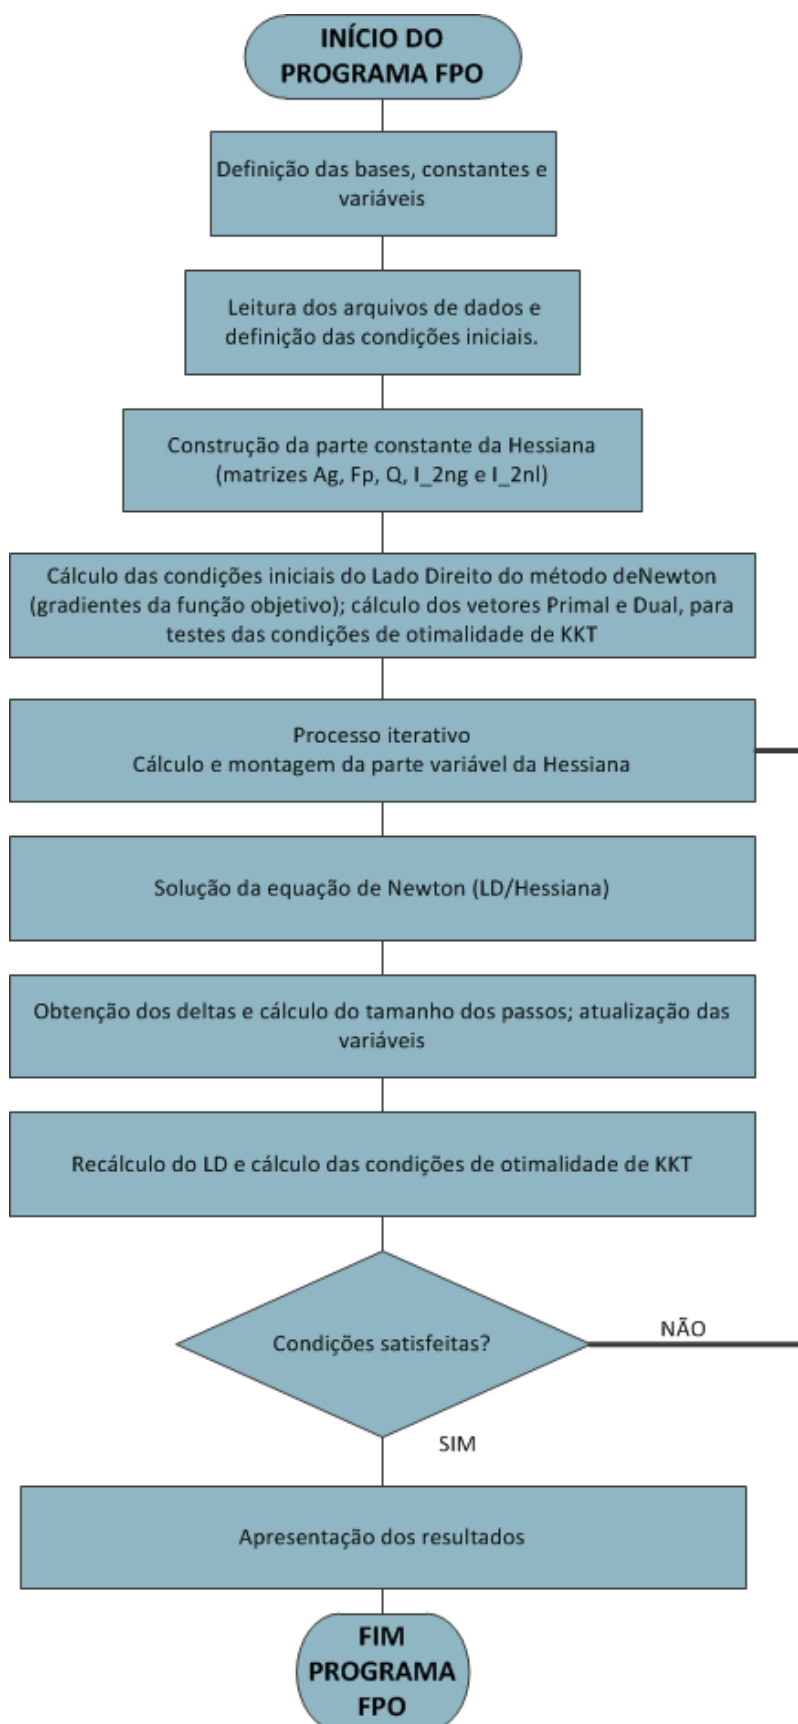 INÍCIO DO
PROGRAMA FPO
Definição das bases, constantes e
variáveis
Leitura dos arquivos de dados e
definição das condições iniciais.
Construção da parte constante da Hessiana
(matrizes Ag, Fp, Q, I_2ng e I_2nl)
Cálculo das condições iniciais do Lado Direito do método deNewton
(gradientes da função objetivo); cálculo dos vetores Primal e Dual, para
testes das condições de otimalidade de KKT
Processo iterativo
Cálculo e montagem da parte variável da Hessiana
Solução da equação de Newton (LD/Hessiana)
Obtenção dos deltas e cálculo do tamanho dos passos; atualização das
variáveis
Recálculo do LD e cálculo das condições de otimalidade de KKT
Condições satisfeitas?
NÃO
SIM
Apresentação dos resultados
FIM
PROGRAMA
FPO